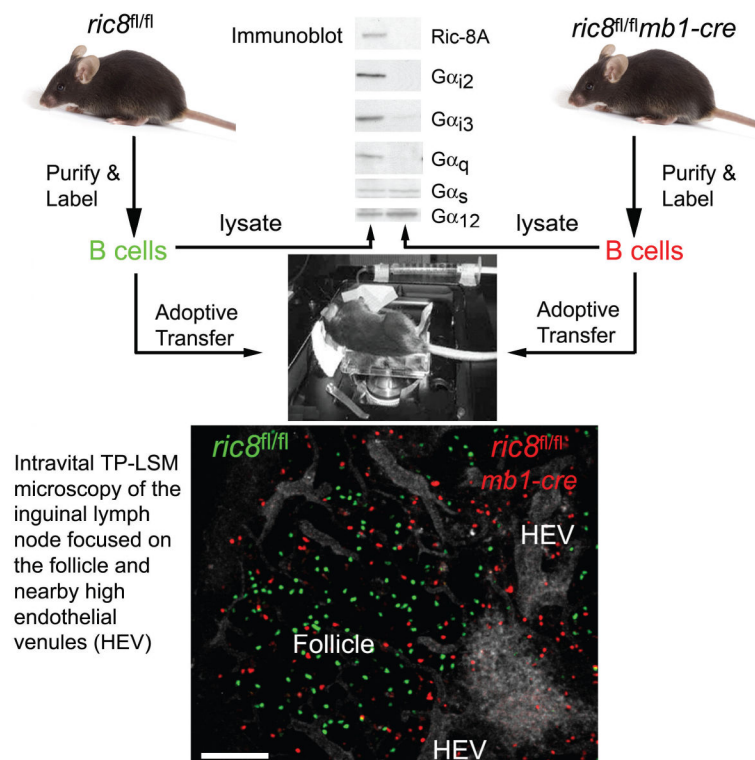 ric8fl/fl
ric8fl/flmb1-cre
Immunoblot
Ric-8A
Gαi2
Gαi3
Gαq
Gαs
Gα12
Purify &
Label
Purify &
Label
lysate
lysate
B cells
B cells
Adoptive
Transfer
Adoptive
Transfer
Intravital TP-LSM
microscopy of the
inguinal lymph
node focused on
the follicle and
nearby high
endothelial
venules (HEV)
ric8fl/fl
ric8fl/fl
mb1-cre
HEV
Follicle
HEV